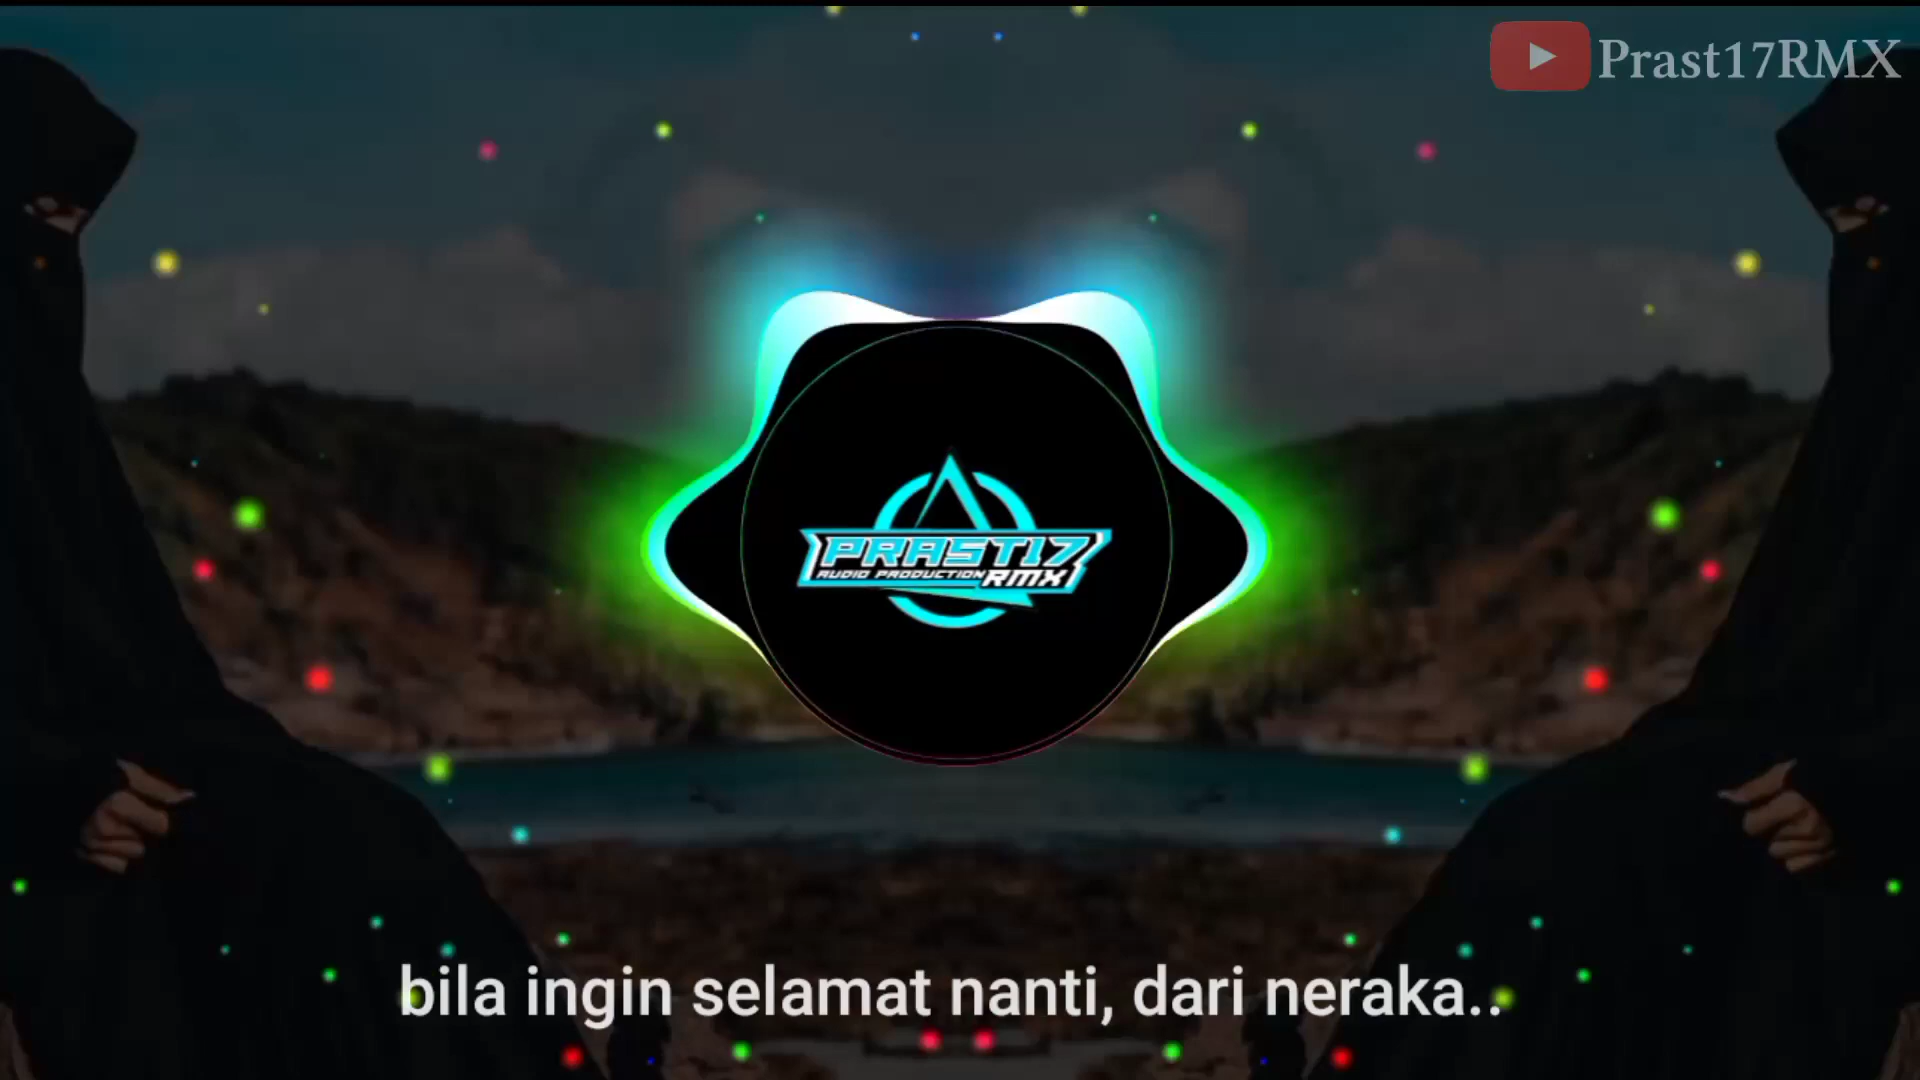 Prast17RMX
PRAST17
AUDIO PRODUCTION RMX
bila ingin selamat nanti, dari neraka..